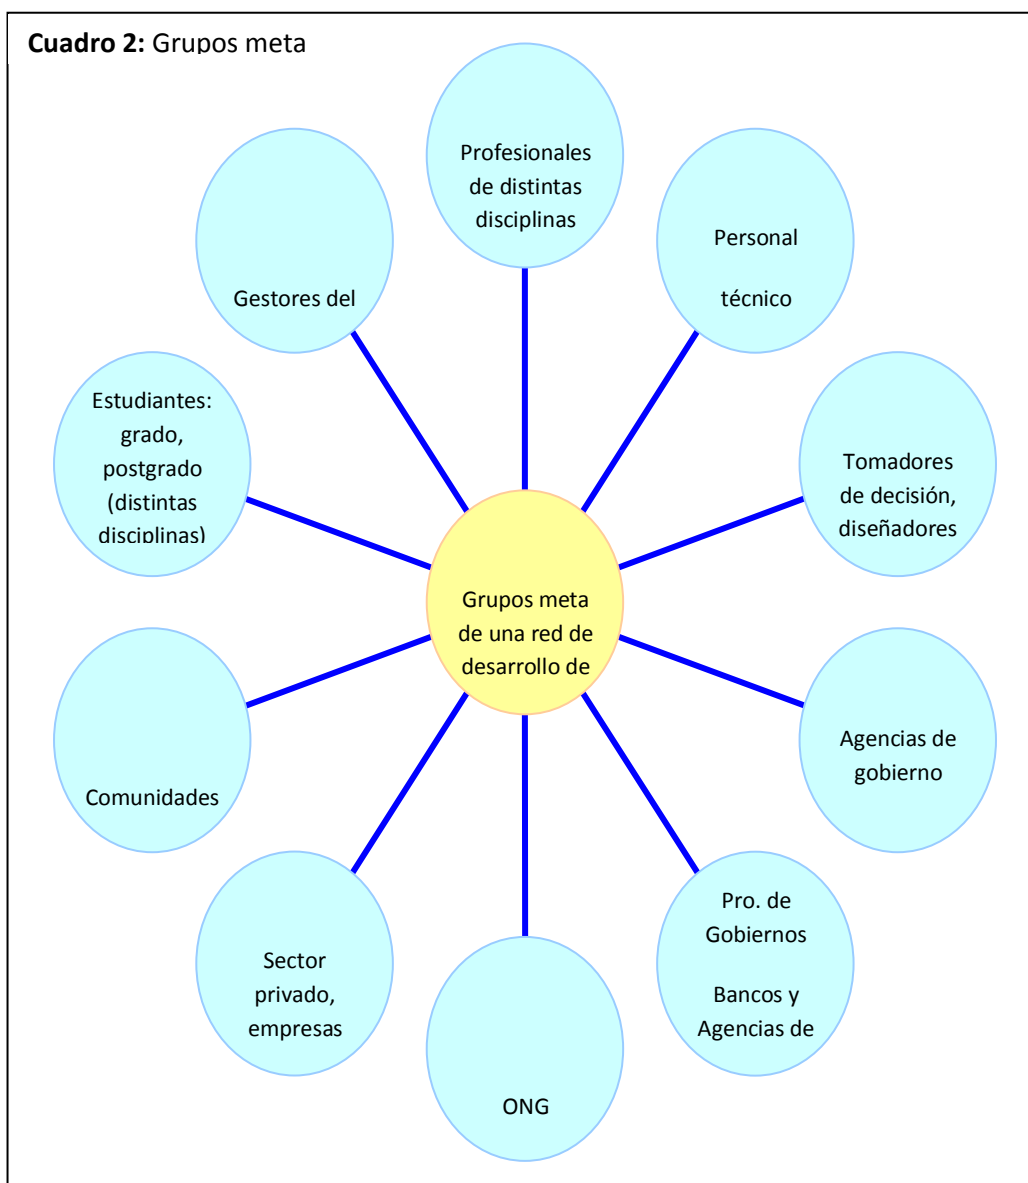 Cuadro 2: Grupos meta
Profesionales
de distintas
disciplinas
Personal
técnico
Tomadores
de decisión,
diseñadores
Agencias de
gobierno
Pro. de
Gobiernos
Bancos y
Agencias de
ONG
Sector
privado,
empresas
Comunidades
Estudiantes:
grado,
postgrado
(distintas
disciplinas)
Gestores del
Grupos meta
de una red de
desarrollo de